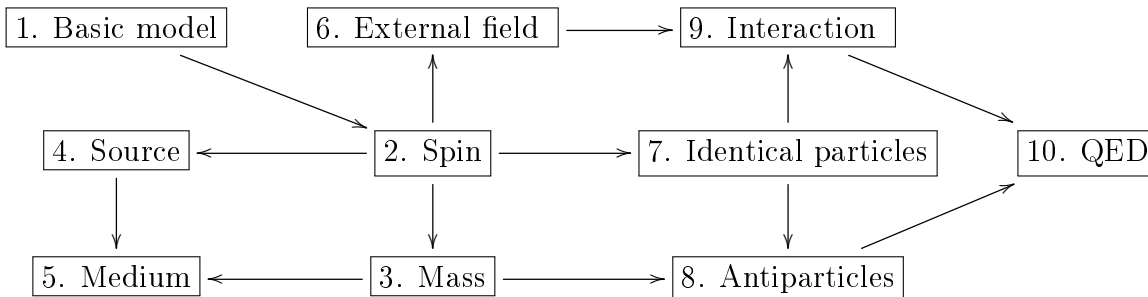 1. Basic model
6. External field
9. Interaction
4. Source
2. Spin
7. Identical particles
10. QED
5. Medium
3. Mass
8. Antiparticles